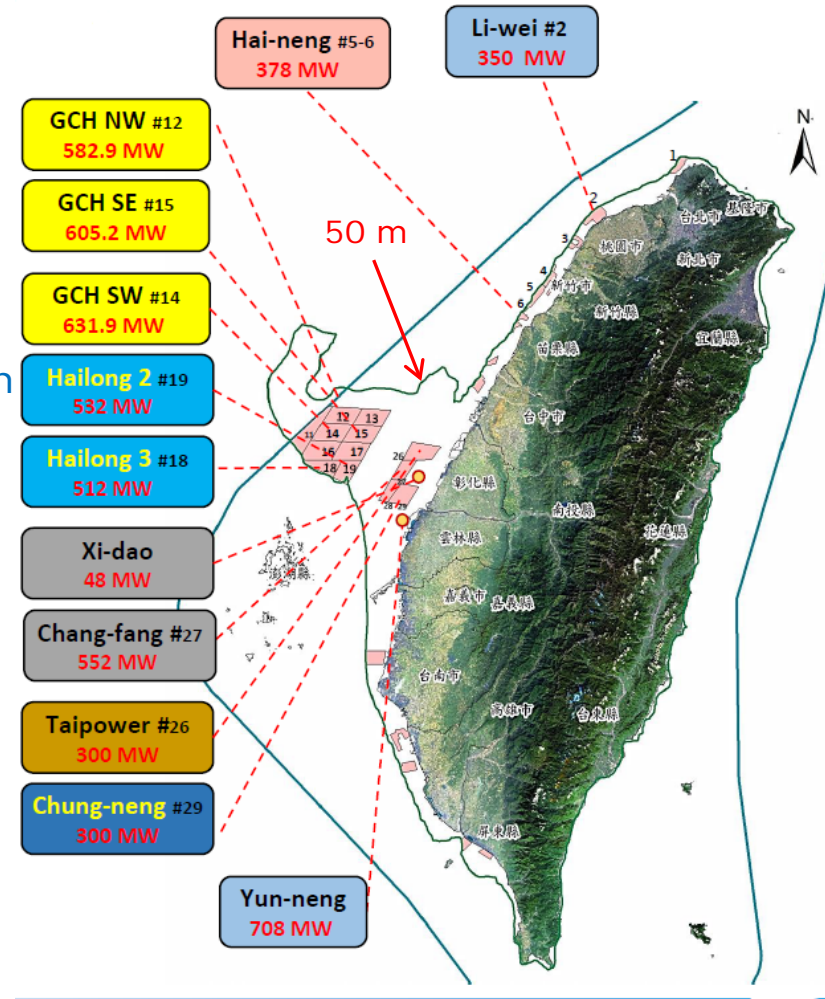 Hai-neng #5-6
378 MW
Li-wei #2
350 MW
GCH NW #12
582.9 MW
GCH SE #15
605.2 MW
GCH SW #14
631.9 MW
Hailong 2 #19
532 MW
Hailong 3 #18
512 MW
Xi-dao
48 MW
Chang-fang #27
552 MW
Taipower #26
300 MW
Chung-neng #29
300 MW
Yun-neng
708 MW
50 m
n
N
1
2
3
4
5
6
12
13
11
14
15
16
17
18
19
26
28
29
基隆市
台北市
新北市
桃園市
新竹市
新竹縣
宜蘭縣
苗栗縣
台中市
彰化縣
南投縣
花蓮縣
雲林縣
澎湖縣
嘉義市
嘉義縣
台南市
高雄市
台東縣
屏東縣